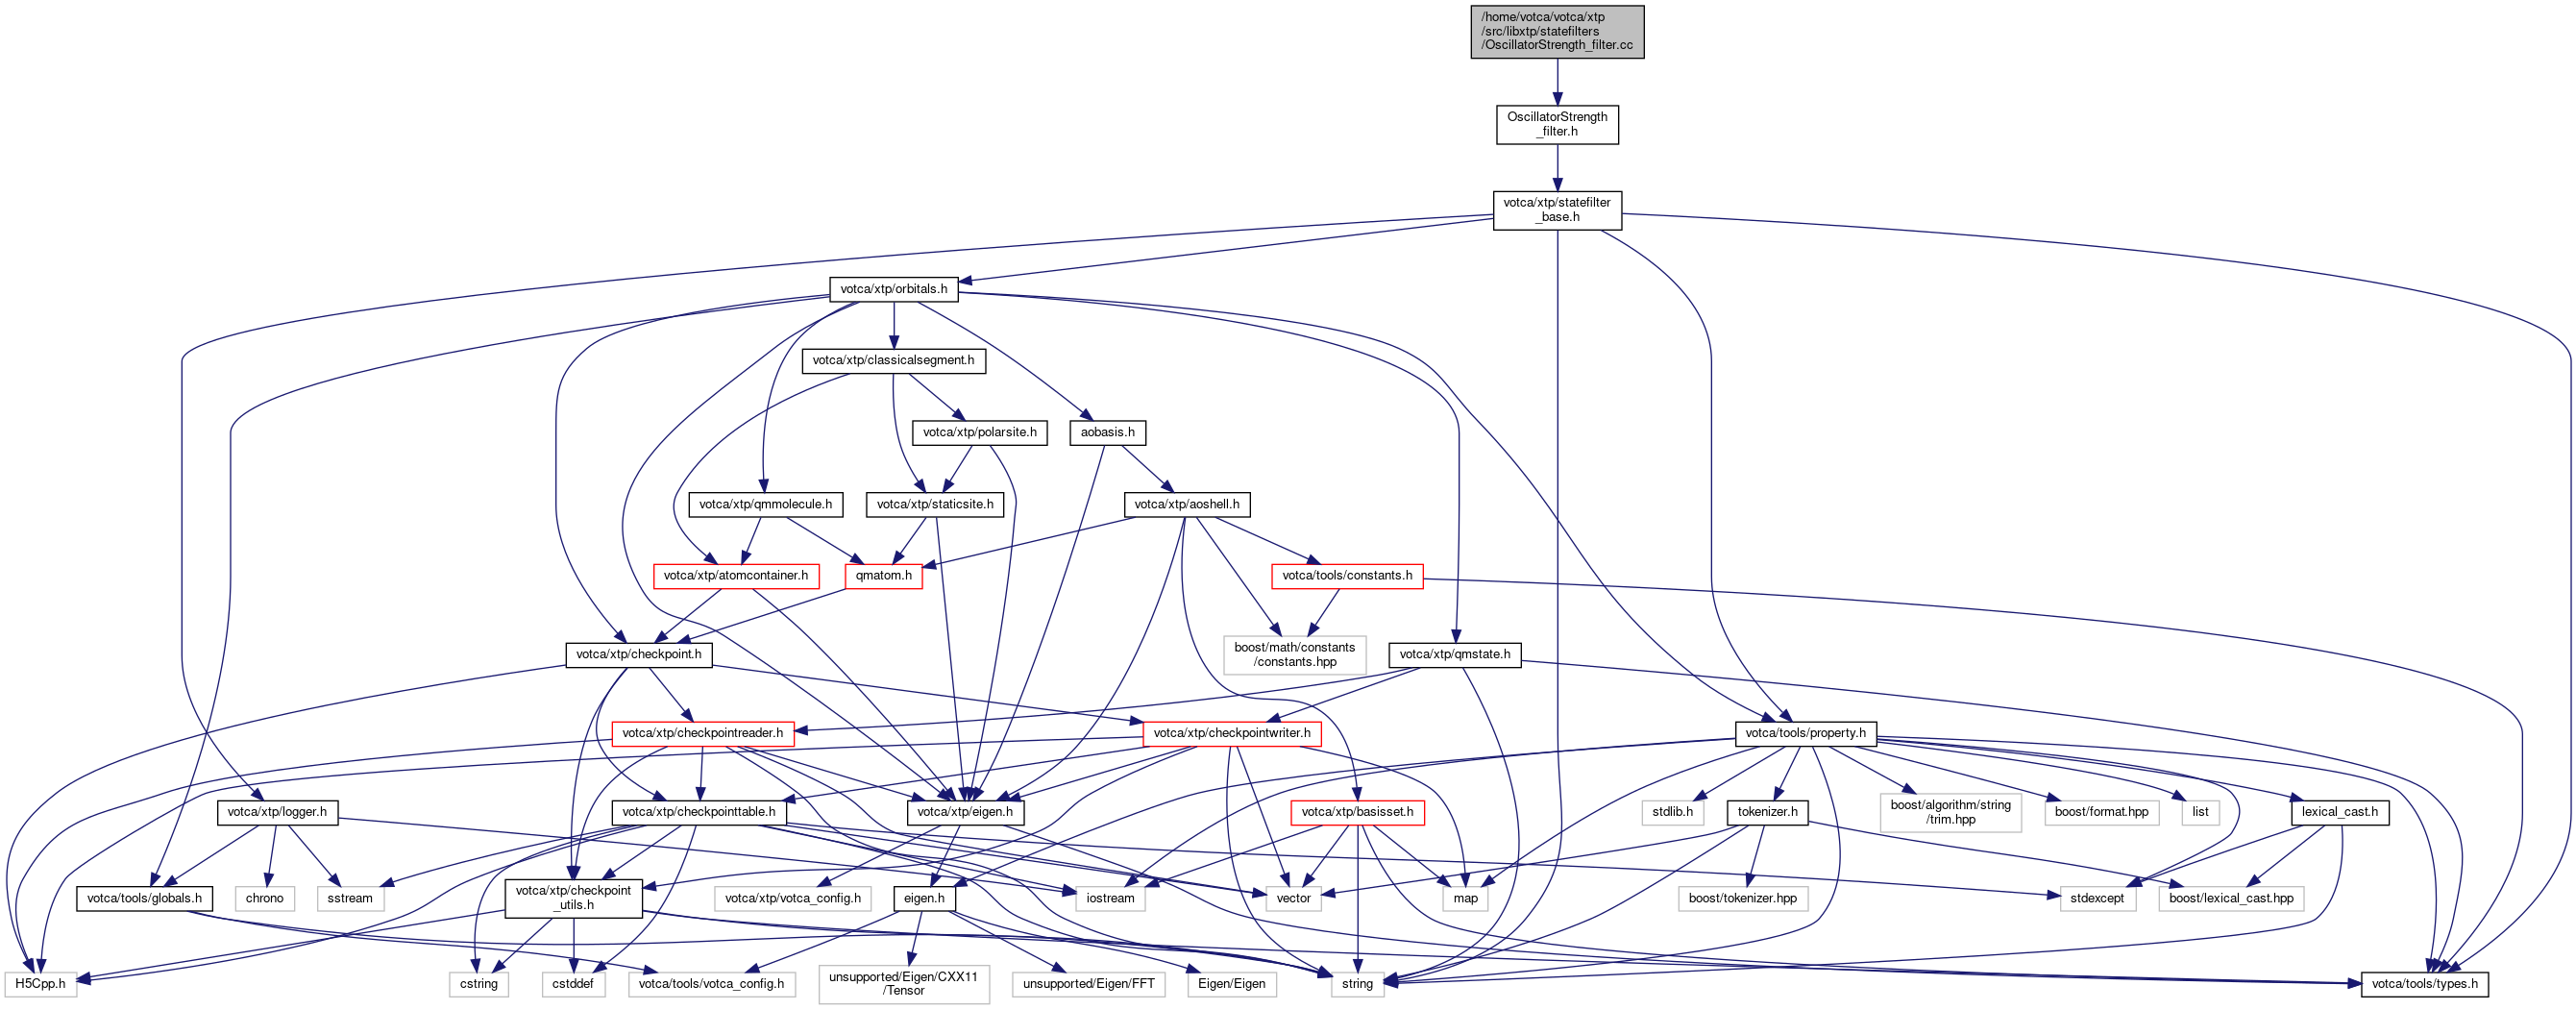 /home/votca/votca/xtp
/src/libxtp/statefilters
/OscillatorStrength_filter.cc
OscillatorStrength
_filter.h
votca/xtp/statefilter
_base.h
votca/xtp/orbitals.h
votca/xtp/classicalsegment.h
votca/xtp/polarsite.h
aobasis.h
votca/xtp/qmmolecule.h
votca/xtp/staticsite.h
votca/xtp/aoshell.h
votca/xtp/atomcontainer.h
qmatom.h
votca/tools/constants.h
votca/xtp/checkpoint.h
boost/math/constants
/constants.hpp
votca/xtp/qmstate.h
votca/xtp/checkpointreader.h
votca/xtp/checkpointwriter.h
votca/tools/property.h
votca/xtp/logger.h
votca/xtp/checkpointtable.h
votca/xtp/eigen.h
votca/xtp/basisset.h
stdlib.h
tokenizer.h
boost/algorithm/string
/trim.hpp
boost/format.hpp
list
lexical_cast.h
votca/tools/globals.h
chrono
sstream
votca/xtp/checkpoint
_utils.h
votca/xtp/votca_config.h
eigen.h
iostream
vector
map
boost/tokenizer.hpp
stdexcept
boost/lexical_cast.hpp
H5Cpp.h
cstring
cstddef
votca/tools/votca_config.h
unsupported/Eigen/CXX11
/Tensor
unsupported/Eigen/FFT
Eigen/Eigen
string
votca/tools/types.h